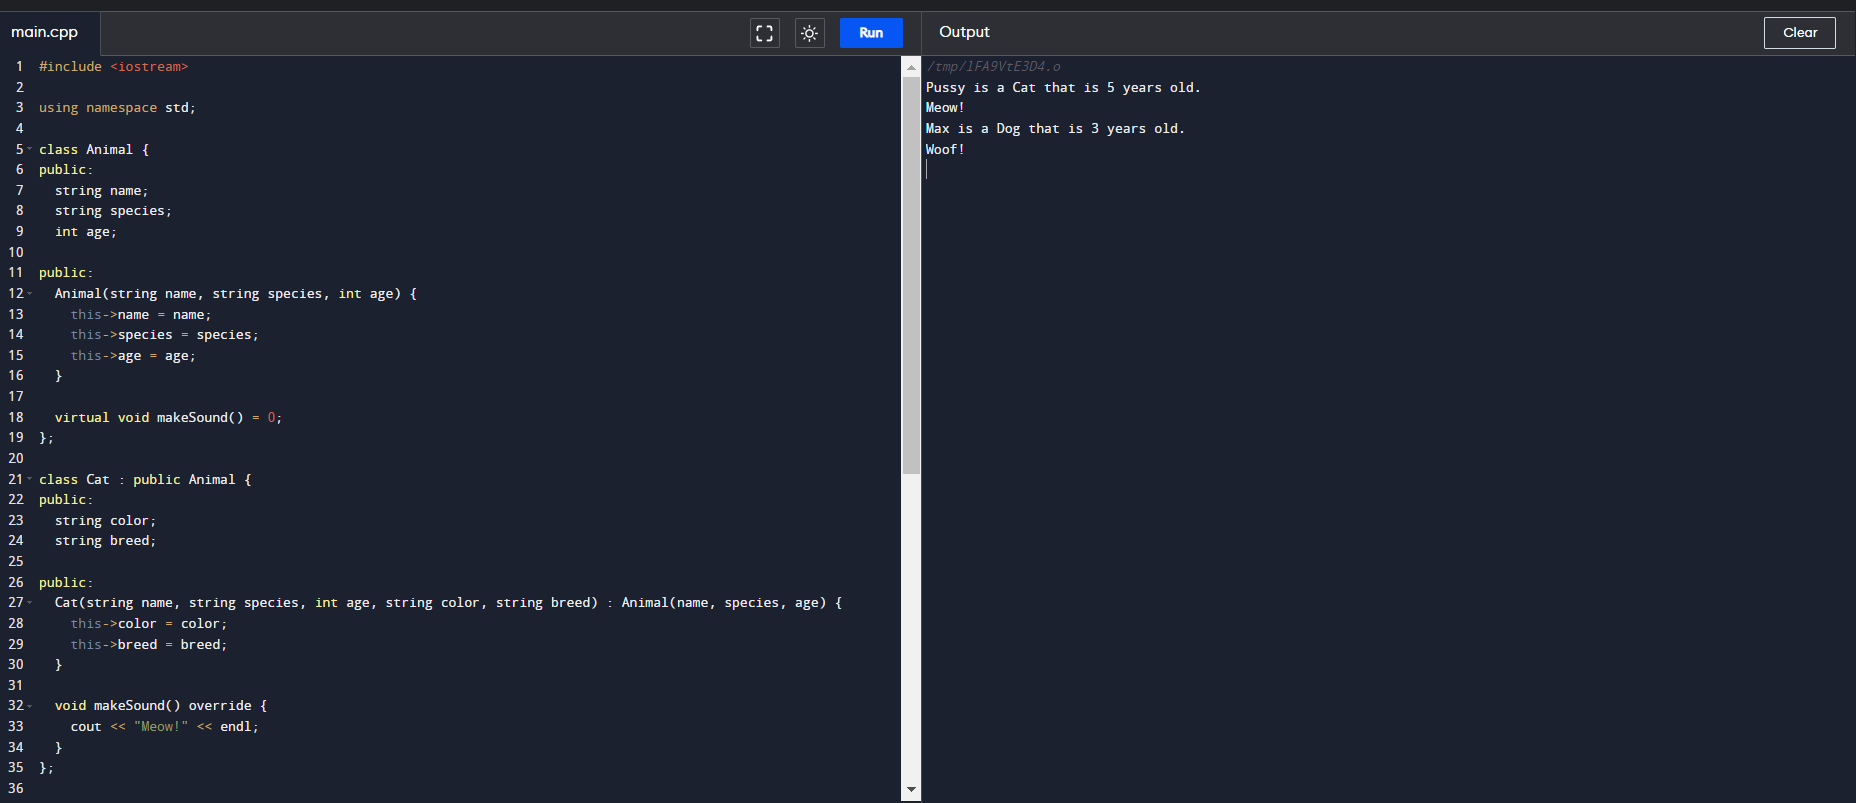 main.cpp
Run
Output
Clear
1 #include <iostream>
2
3 using namespace std;
4
5 class Animal {
6 public:
7   string name;
8   string species;
9   int age;
10
11 public:
12   Animal(string name, string species, int age) {
13     this->name = name;
14     this->species = species;
15     this->age = age;
16   }
17
18   virtual void makeSound() = 0;
19 };
20
21 class Cat : public Animal {
22 public:
23   string color;
24   string breed;
25
26 public:
27   Cat(string name, string species, int age, string color, string breed) : Animal(name, species, age) {
28     this->color = color;
29     this->breed = breed;
30   }
31
32   void makeSound() override {
33     cout << "Meow!" << endl;
34   }
35 };
36
/tmp/lFA9VtE3D4.o
Pussy is a Cat that is 5 years old.
Meow!
Max is a Dog that is 3 years old.
Woof!